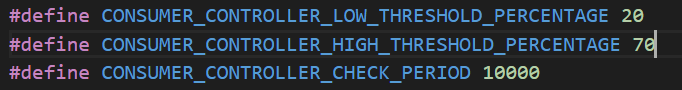 #define CONSUMER_CONTROLLER_LOW_THRESHOLD_PERCENTAGE 20
#define CONSUMER_CONTROLLER_HIGH_THRESHOLD_PERCENTAGE 70
#define CONSUMER_CONTROLLER_CHECK_PERIOD 10000